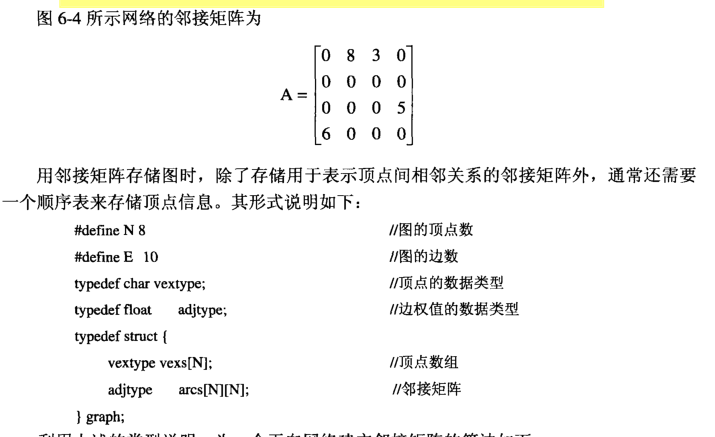 图 6-4 所示网络的邻接矩阵为
A =
0 8 3 0
0 0 0 0
0 0 0 5
6 0 0 0
用邻接矩阵存储图时，除了存储用于表示顶点间相邻关系的邻接矩阵外，通常还需要
一个顺序表来存储顶点信息。其形式说明如下：
#define N 8 //图的顶点数
#define E 10 //图的边数
typedef char vextype; //顶点的数据类型
typedef float adjtype; //边权值的数据类型
typedef struct {
vextype vexs[N]; //顶点数组
adjtype arcs[N][N]; //邻接矩阵
} graph;